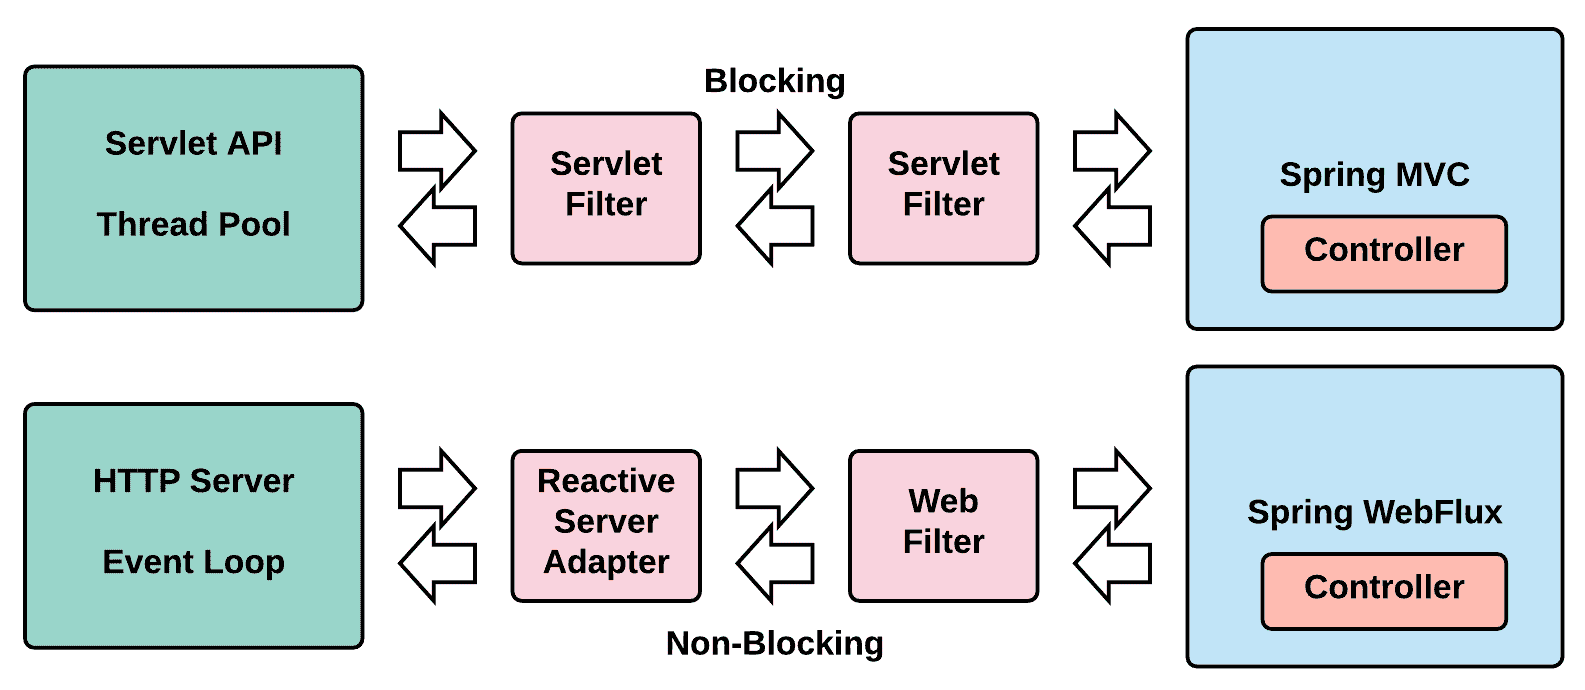 Blocking
Servlet API
Thread Pool
Servlet
Filter
Servlet
Filter
Spring MVC
Controller
HTTP Server
Event Loop
Reactive
Server
Adapter
Web
Filter
Spring WebFlux
Controller
Non-Blocking